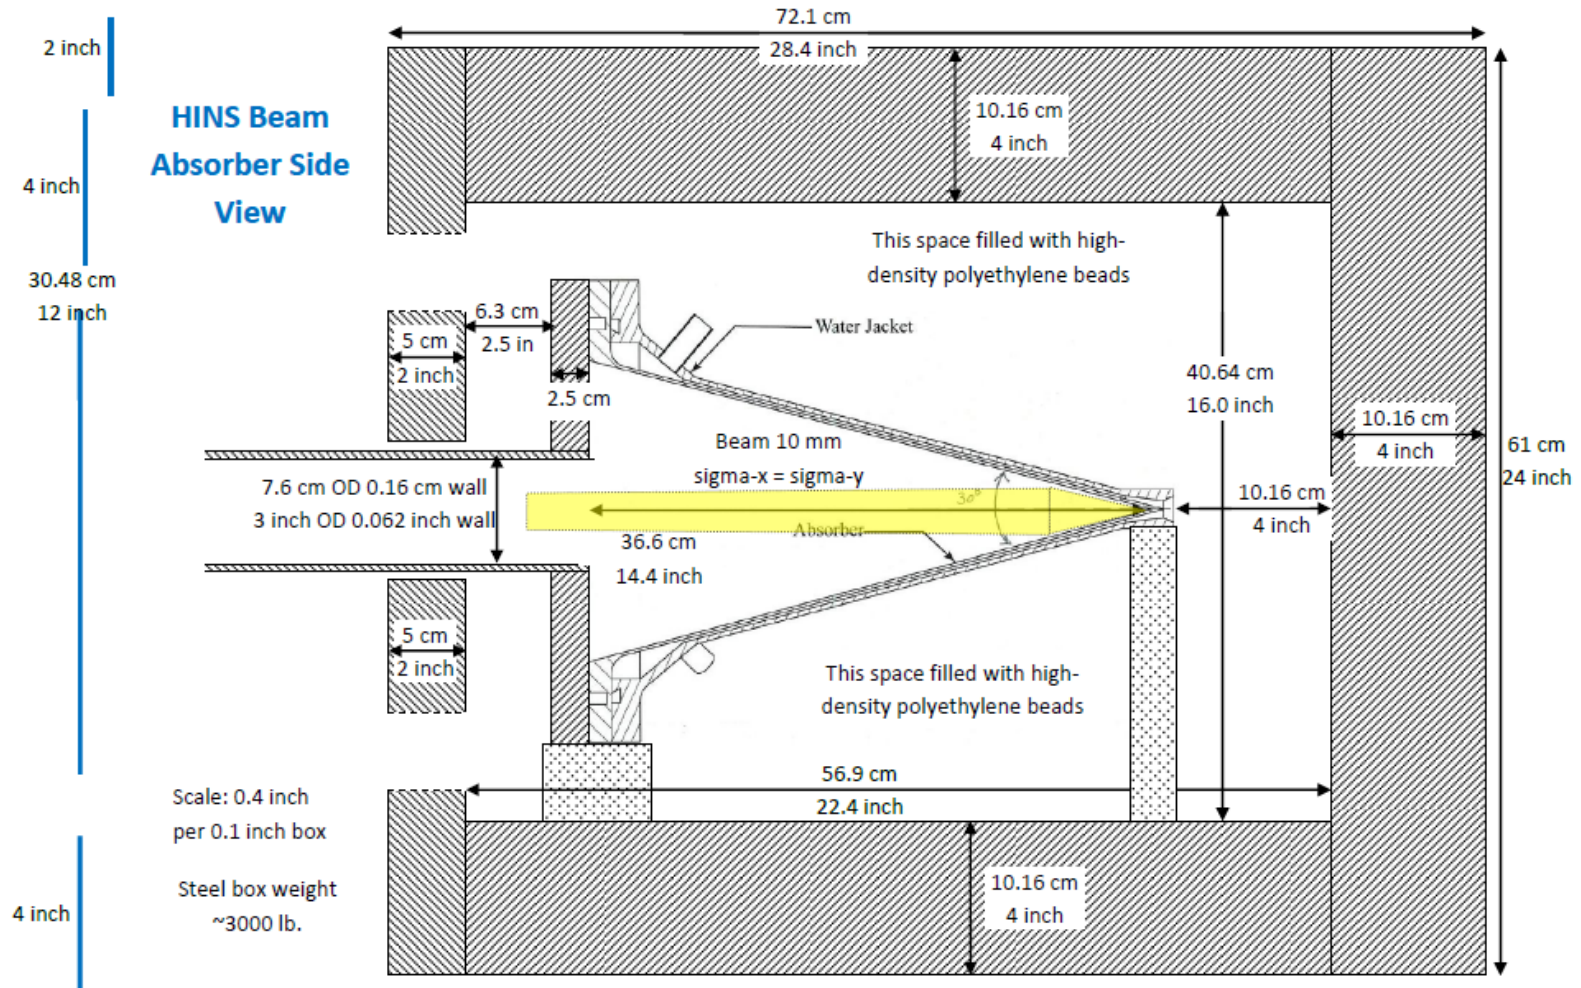 72.1 cm
28.4 inch
2 inch
HINS Beam
Absorber Side
View
4 inch
10.16 cm
4 inch
This space filled with high-
density polyethylene beads
30.48 cm
12 inch
6.3 cm
2.5 in
Water Jacket
5 cm
2 inch
2.5 cm
40.64 cm
16.0 inch
10.16 cm
4 inch
61 cm
24 inch
Beam 10 mm
sigma-x = sigma-y
7.6 cm OD 0.16 cm wall
3 inch OD 0.062 inch wall
30°
10.16 cm
4 inch
Absorber
36.6 cm
14.4 inch
5 cm
2 inch
This space filled with high-
density polyethylene beads
56.9 cm
22.4 inch
Scale: 0.4 inch
per 0.1 inch box
Steel box weight
~3000 lb.
4 inch
10.16 cm
4 inch